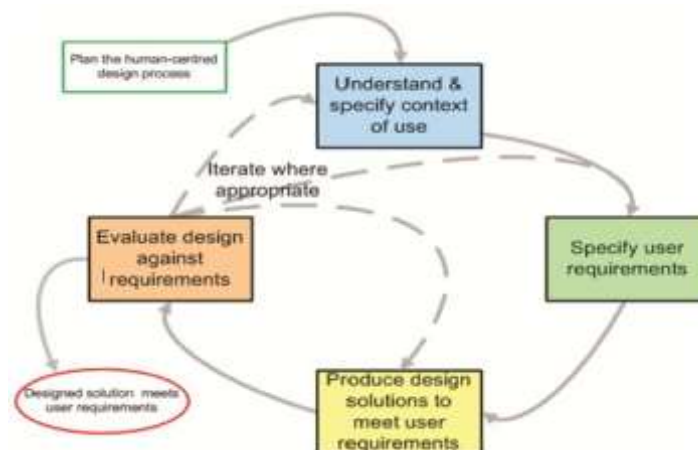 Plan the human-centred
design process
Understand &
specify context
of use
Iterate where
appropriate
Evaluate design
against
requirements
Specify user
requirements
Designed solution meets
user requirements
Produce design
solutions to
meet user
requirements